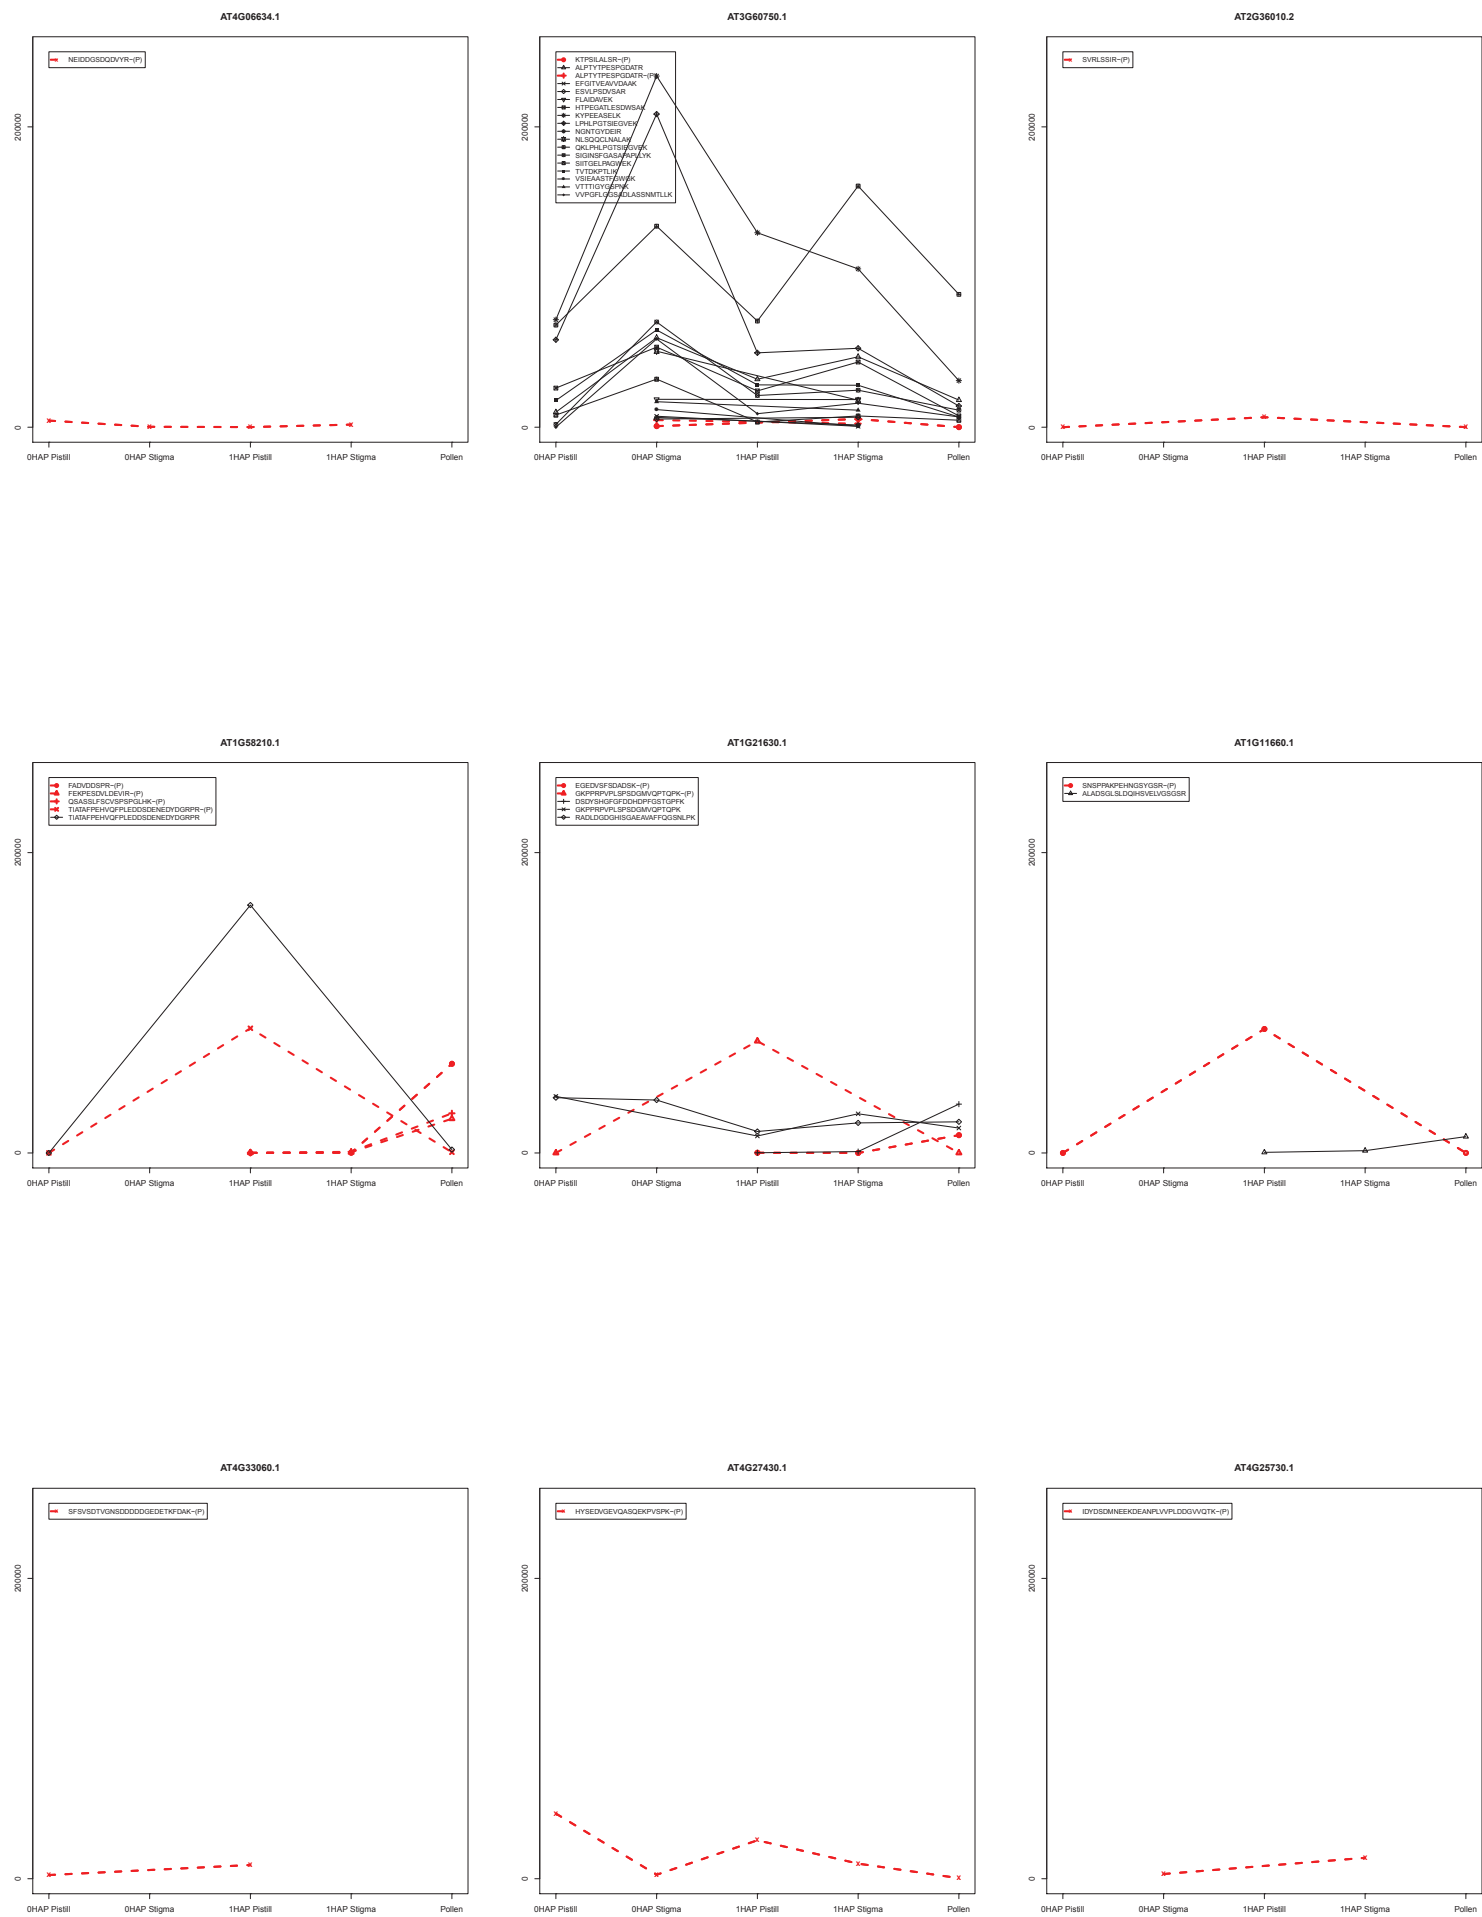 AT4G06634.1
NEIDDGSDQDVYR−(P)
200000
0
0HAP Pistill 0HAP Stigma 1HAP Pistill 1HAP Stigma Pollen
AT3G60750.1
KTPSILALSR−(P)
ALPTYTPESPGDATR
ALPTYTPESPGDATR−(P)
EFGITVEAVVDAAK
ESVLPSDVSAR
FLAIDAVEK
HTPEGATLESDWSAK
KYPEEASELK
LPHLPGTSIEGVEK
NGNTGYDEIR
NLSQQCLNALAK
QKLPHLPGTSIEGVEK
SIGINSFGASAPAPLLYK
SIITGELPAGWEK
TVTDKPTLIK
VSIEAASTFGWGK
VTTTIGYGSPNK
VVPGFLGGSADLASSNMTLLK
200000
0
0HAP Pistill 0HAP Stigma 1HAP Pistill 1HAP Stigma Pollen
AT2G36010.2
SVRLSSIR−(P)
200000
0
0HAP Pistill 0HAP Stigma 1HAP Pistill 1HAP Stigma Pollen
AT1G58210.1
FADVDDSPR−(P)
FEKPESDVLDEVIR−(P)
QSASSLFSCVSPSPGLHK−(P)
TIATAFPEHVQFPLEDDSDENEDYDGRPR−(P)
TIATAFPEHVQFPLEDDSDENEDYDGRPR
200000
0
0HAP Pistill 0HAP Stigma 1HAP Pistill 1HAP Stigma Pollen
AT1G21630.1
EGEDVSFSDADSK−(P)
GKPPRPVPLSPSDGMVQPTQPK−(P)
DSDYSHGFGFDDHDPFGSTGPFK
GKPPRPVPLSPSDGMVQPTQPK
RADLDGDGHISGAEAVAFFQGSNLPK
200000
0
0HAP Pistill 0HAP Stigma 1HAP Pistill 1HAP Stigma Pollen
AT1G11660.1
SNSPPAKPEHNGSYGSR−(P)
ALADSGLSLDQIHSVELVGSGSR
200000
0
0HAP Pistill 0HAP Stigma 1HAP Pistill 1HAP Stigma Pollen
AT4G33060.1
SFSVSDTVGNSDDDDDGEDETKFDAK−(P)
200000
0
0HAP Pistill 0HAP Stigma 1HAP Pistill 1HAP Stigma Pollen
AT4G27430.1
HYSEDVGEVQASQEKPVSPK−(P)
200000
0
0HAP Pistill 0HAP Stigma 1HAP Pistill 1HAP Stigma Pollen
AT4G25730.1
IDYDSDMNEEKDEANPLVVPLDDGVVQTK−(P)
200000
0
0HAP Pistill 0HAP Stigma 1HAP Pistill 1HAP Stigma Pollen